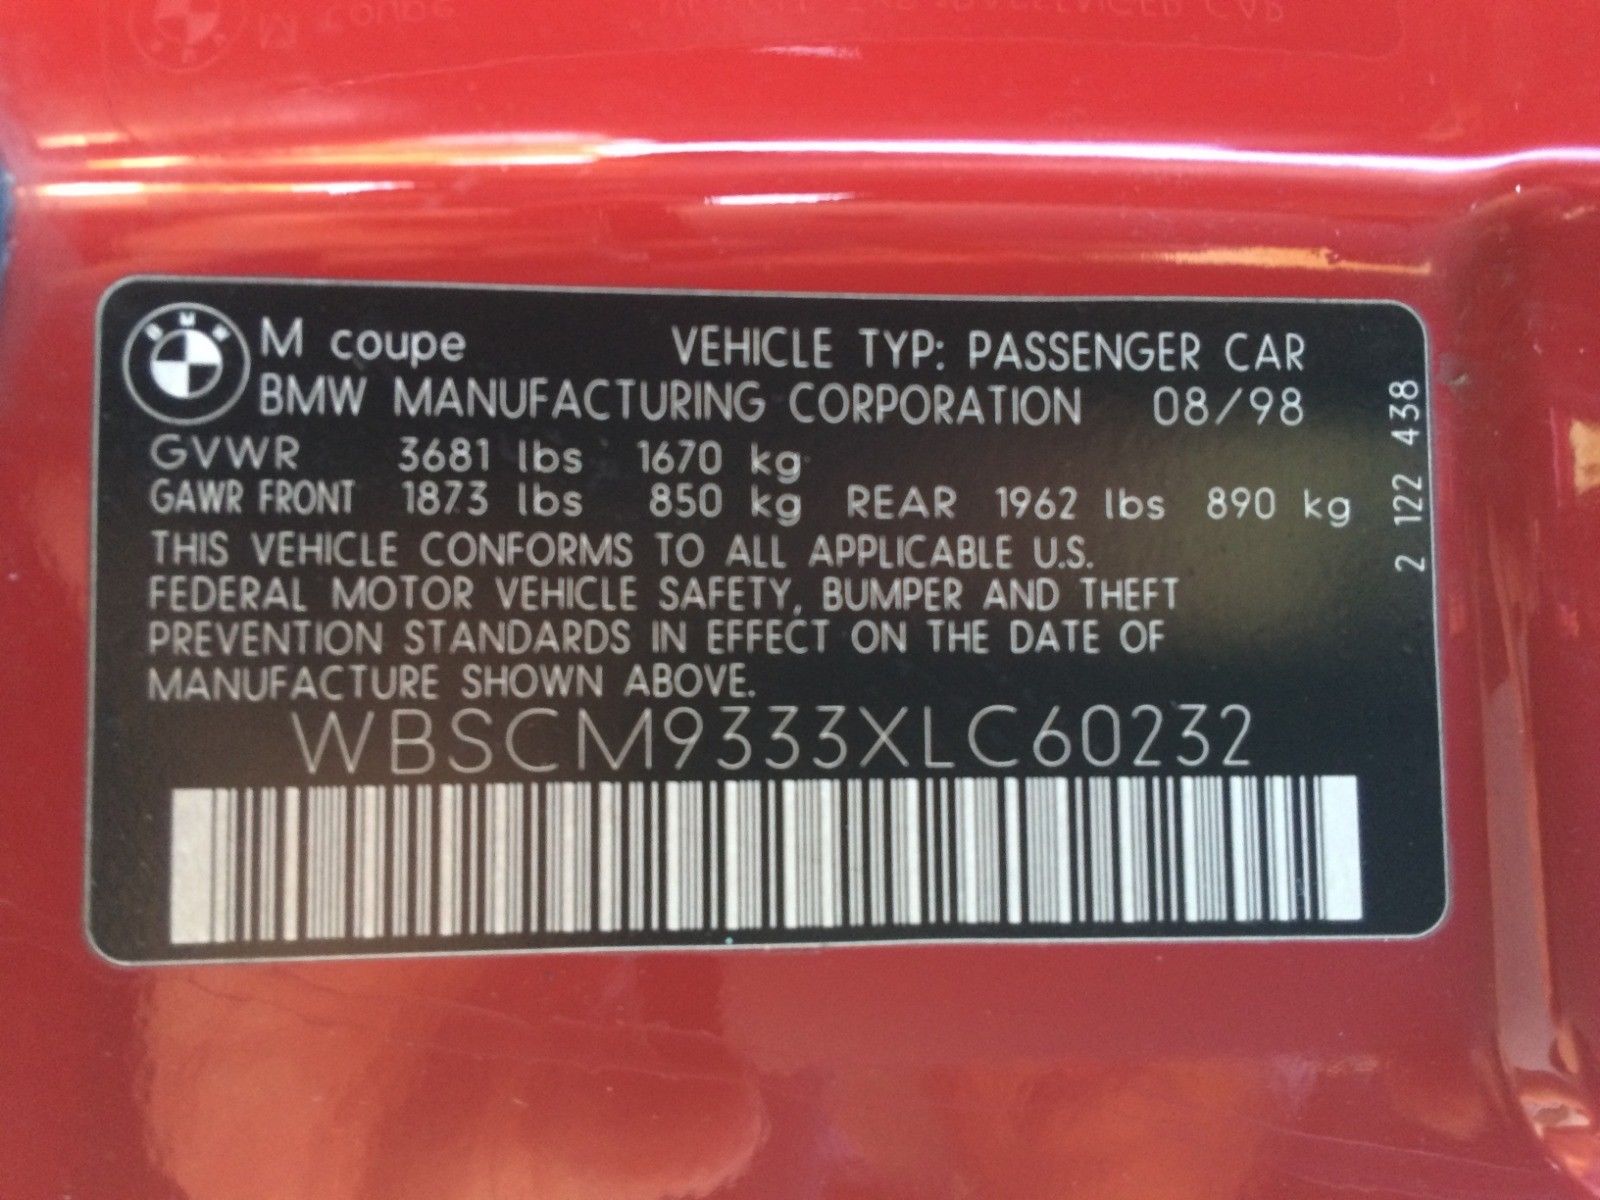 BMW M coupe VEHICLE TYP: PASSENGER CAR
BMW MANUFACTURING CORPORATION 08/98
GVWR 3681 lbs 1670 kg
GAWR FRONT 1873 lbs 850 kg REAR 1962 lbs 890 kg
THIS VEHICLE CONFORMS TO ALL APPLICABLE U.S.
FEDERAL MOTOR VEHICLE SAFETY, BUMPER AND THEFT
PREVENTION STANDARDS IN EFFECT ON THE DATE OF
MANUFACTURE SHOWN ABOVE.
WBSCM9333XLC60232
2 122 438